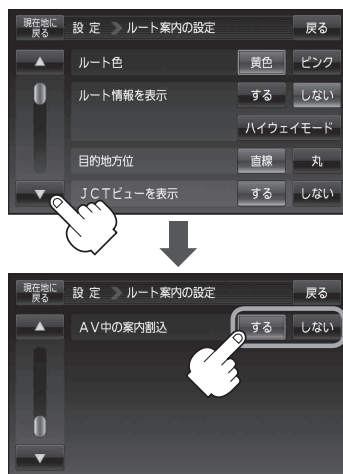 現在地に戻る 設 定 ルート案内の設定 戻る
▲ ルート色 黄色 ピンク
ルート情報を表示 する しない
ハイウェイモード
目的地方位 直線 丸
▼ JCTビューを表示 する しない
現在地に戻る 設 定 ルート案内の設定 戻る
▲ AV中の案内割込 する しない
▼